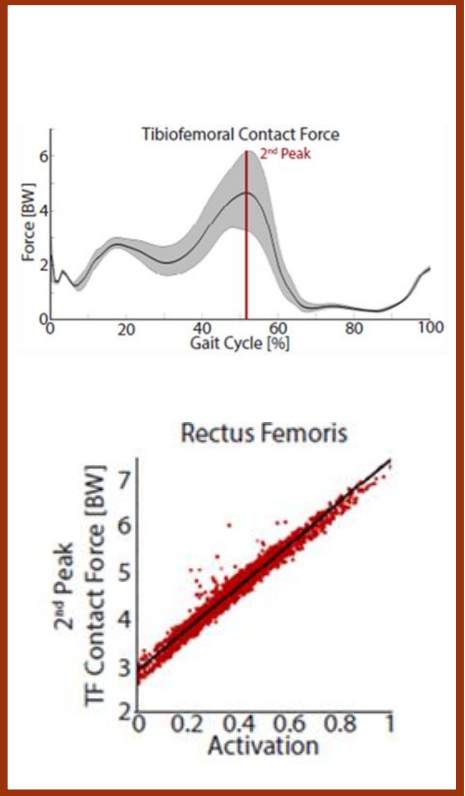 Tibiofemoral Contact Force
2nd Peak
Force [BW]
6
4
2
0
0 20 40 60 80 100
Gait Cycle [%]
Rectus Femoris
2nd Peak
TF Contact Force [BW]
7
6
5
4
3
2
0 0.2 0.4 0.6 0.8 1
Activation